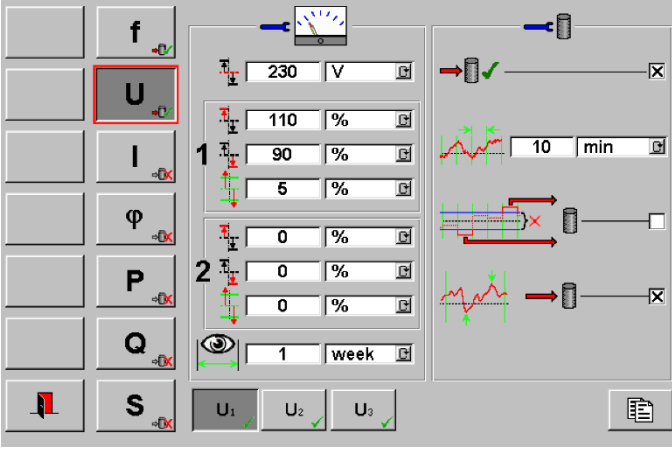 f
U
I
φ
P
Q
S
230 V
1
110 %
90 %
5 %
2
0 %
0 %
0 %
1 week
U1 U2 U3
10 min